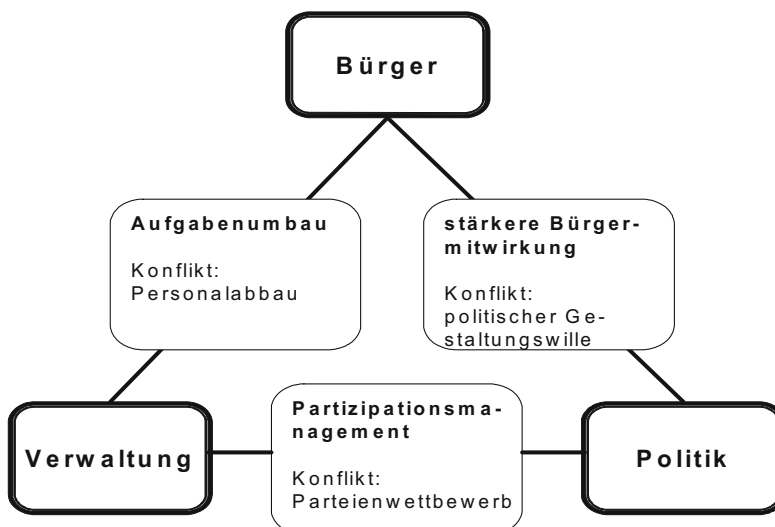 Bürger
Aufgabenumbau
Konflikt:
Personalabbau
stärkere Bürger-
mitwirkung
Konflikt:
politischer Ge-
staltungswille
Verwaltung
Partizipationsma-
nagement
Konflikt:
Parteienwettbewerb
Politik